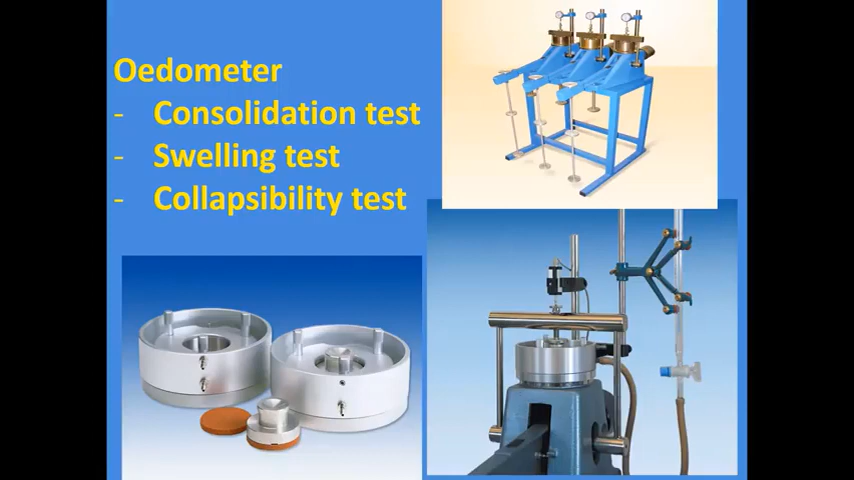 Oedometer
- Consolidation test
- Swelling test
- Collapsibility test